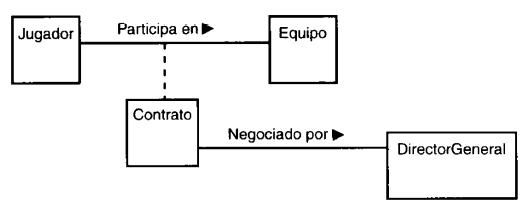 Jugador
Participa en ▶
Equipo
Contrato
Negociado por ▶
DirectorGeneral